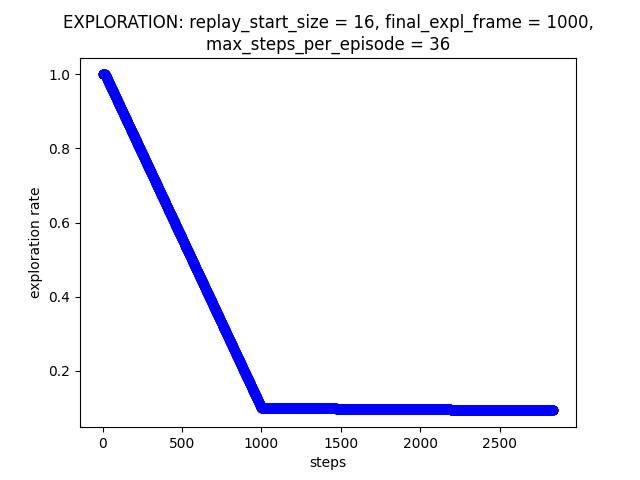 EXPLORATION: replay_start_size = 16, final_expl_frame = 1000,
max_steps_per_episode = 36
1.0
0.8
0.6
0.4
0.2
exploration rate
0
500
1000
1500
2000
2500
steps